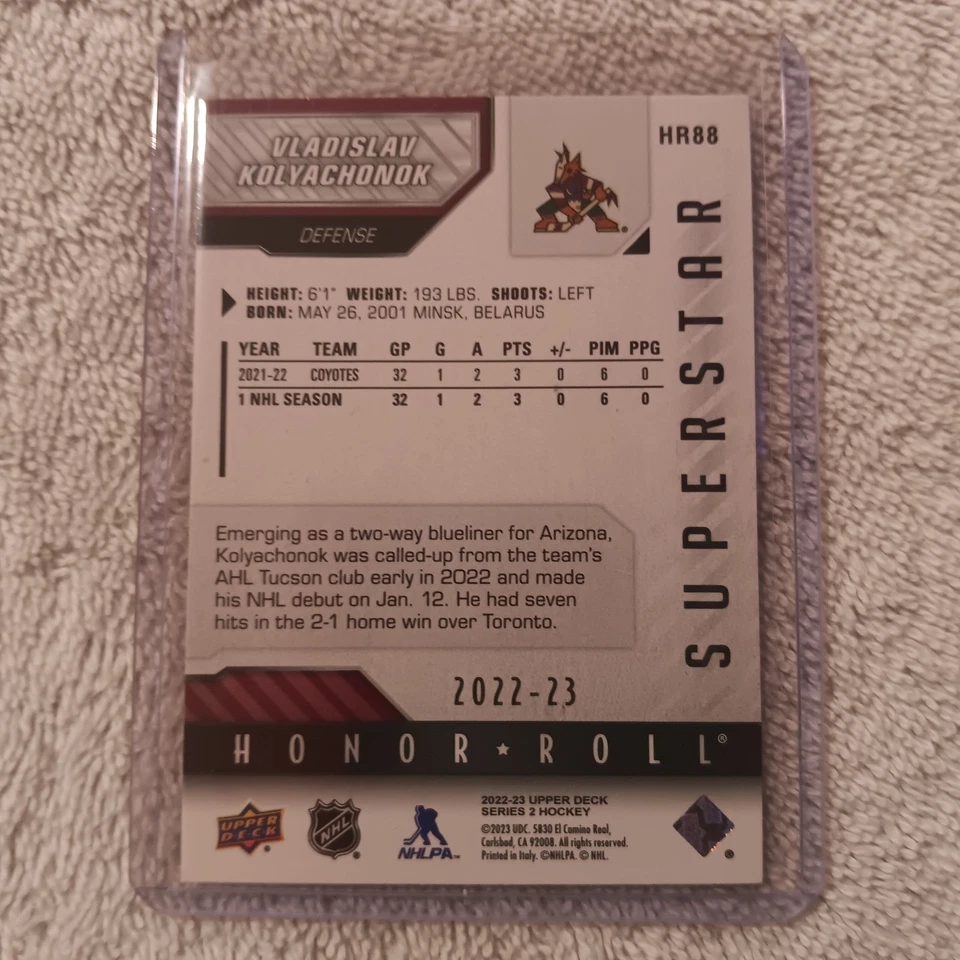 VLADISLAV
KOLYACHONOK
DEFENSE
HR88
SUPERSTAR
HEIGHT: 6'1" WEIGHT: 193 LBS. SHOOTS: LEFT
BORN: MAY 26, 2001 MINSK, BELARUS
YEAR TEAM GP G A PTS +/- PIM PPG
2021-22 COYOTES 32 1 2 3 0 6 0
1 NHL SEASON 32 1 2 3 0 6 0
Emerging as a two-way blueliner for Arizona,
Kolyachonok was called-up from the team's
AHL Tucson club early in 2022 and made
his NHL debut on Jan. 12. He had seven
hits in the 2-1 home win over Toronto.
2022-23
HONOR ★ ROLL®
UPPER
DECK
NHL
NHLPA™
2022-23 UPPER DECK
SERIES 2 HOCKEY
©2023 UDC. 5830 El Camino Real,
Carlsbad, CA 92008. All rights reserved.
Printed in Italy. ©NHLPA. © NHL.